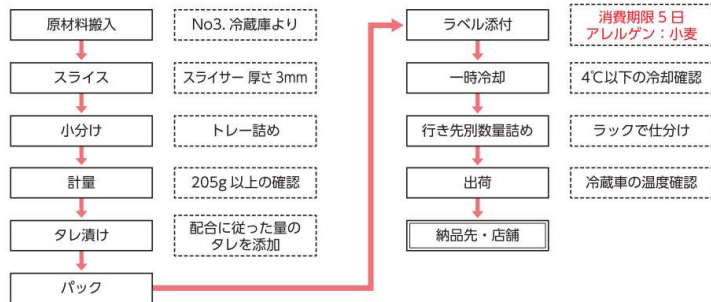 原材料搬入
No3. 冷蔵庫より
スライス
スライサー 厚さ 3mm
小分け
トレー詰め
計量
205g 以上の確認
タレ漬け
配合に従った量の
タレを添加
パック
ラベル添付
消費期限 5 日
アレルゲン：小麦
一時冷却
4℃以下の冷却確認
行き先別数量詰め
ラックで仕分け
出荷
冷蔵車の温度確認
納品先・店舗